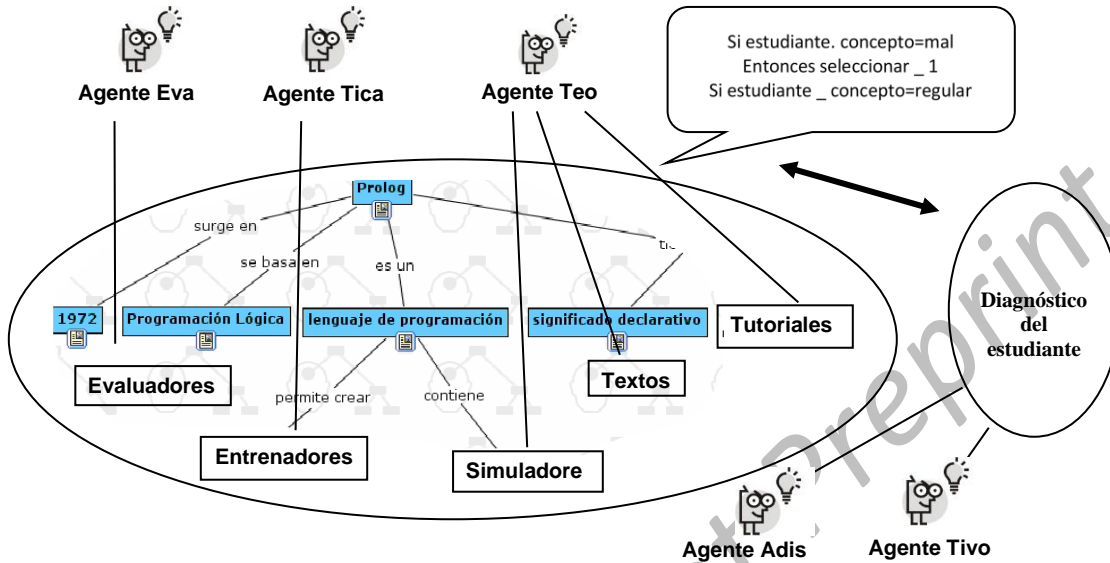 Agente Eva
Agente Tica
Agente Teo
Si estudiante. concepto=mal
Entonces seleccionar _ 1
Si estudiante _ concepto=regular
Prolog
surge en
se basa en
es un
1972
Programación Lógica
lenguaje de programación
significado declarativo
Tutoriales
Evaluadores
Textos
permite crear
contiene
Entrenadores
Simuladore
Diagnóstico
del
estudiante
Agente Adis
Agente Tivo
Preprint